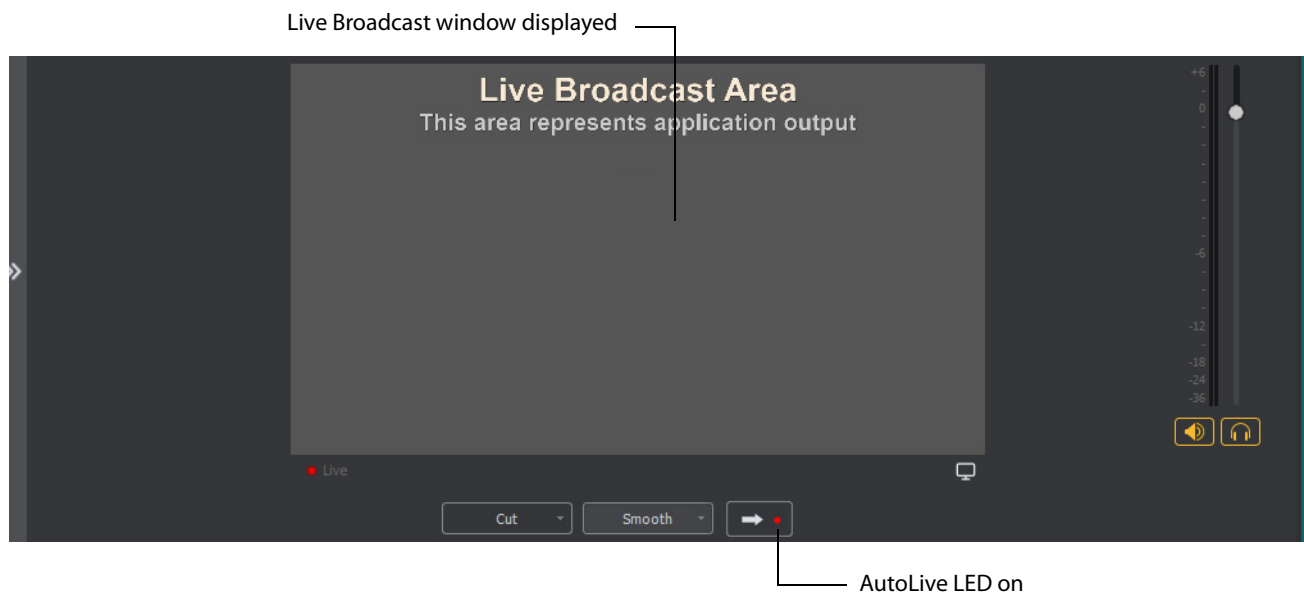 Live Broadcast window displayed
Live Broadcast Area
This area represents application output
+6
-
0
-
-
-
-
-
-
-6
-
-
-
-12
-
-18
-24
-36
Live
Cut
Smooth
AutoLive LED on